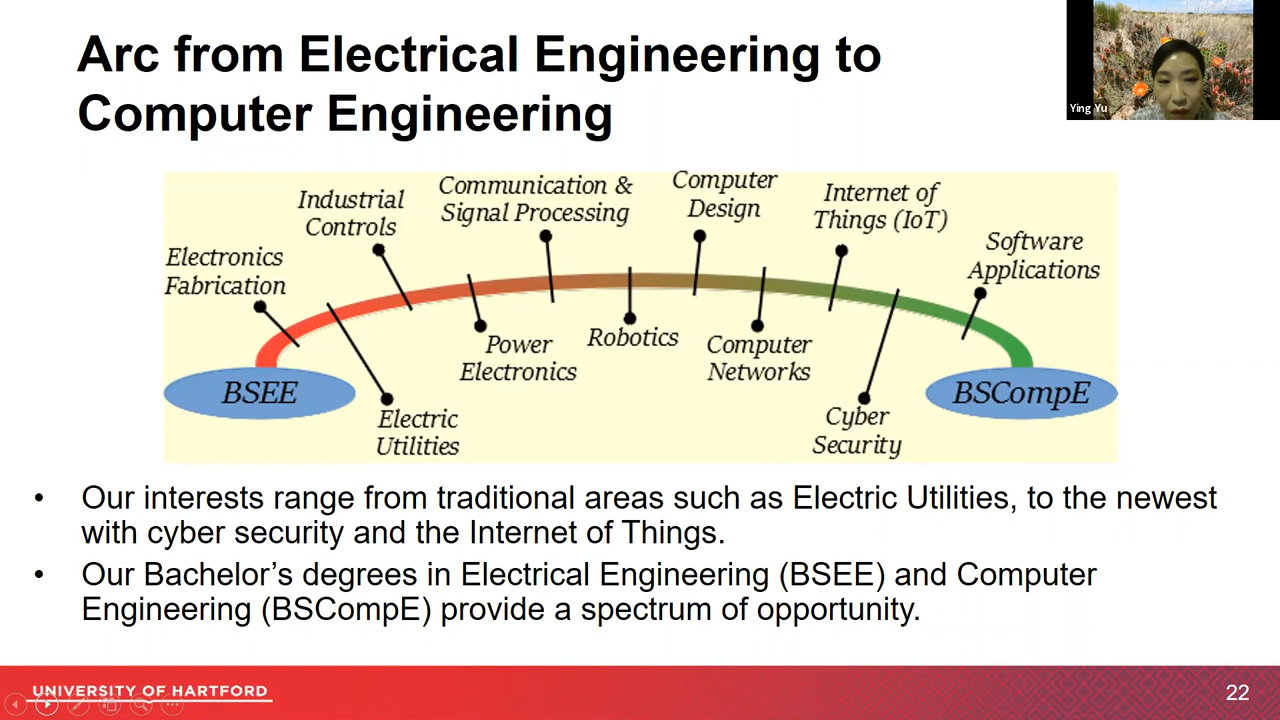 Arc from Electrical Engineering to
Computer Engineering
Ying Yu
Electronics
Fabrication
Industrial
Controls
Communication &
Signal Processing
Computer
Design
Internet of
Things (IoT)
Software
Applications
Power
Electronics
Robotics
Computer
Networks
BSEE
BSCompE
Electric
Utilities
Cyber
Security
• Our interests range from traditional areas such as Electric Utilities, to the newest
with cyber security and the Internet of Things.
• Our Bachelor’s degrees in Electrical Engineering (BSEE) and Computer
Engineering (BSCompE) provide a spectrum of opportunity.
UNIVERSITY OF HARTFORD
22